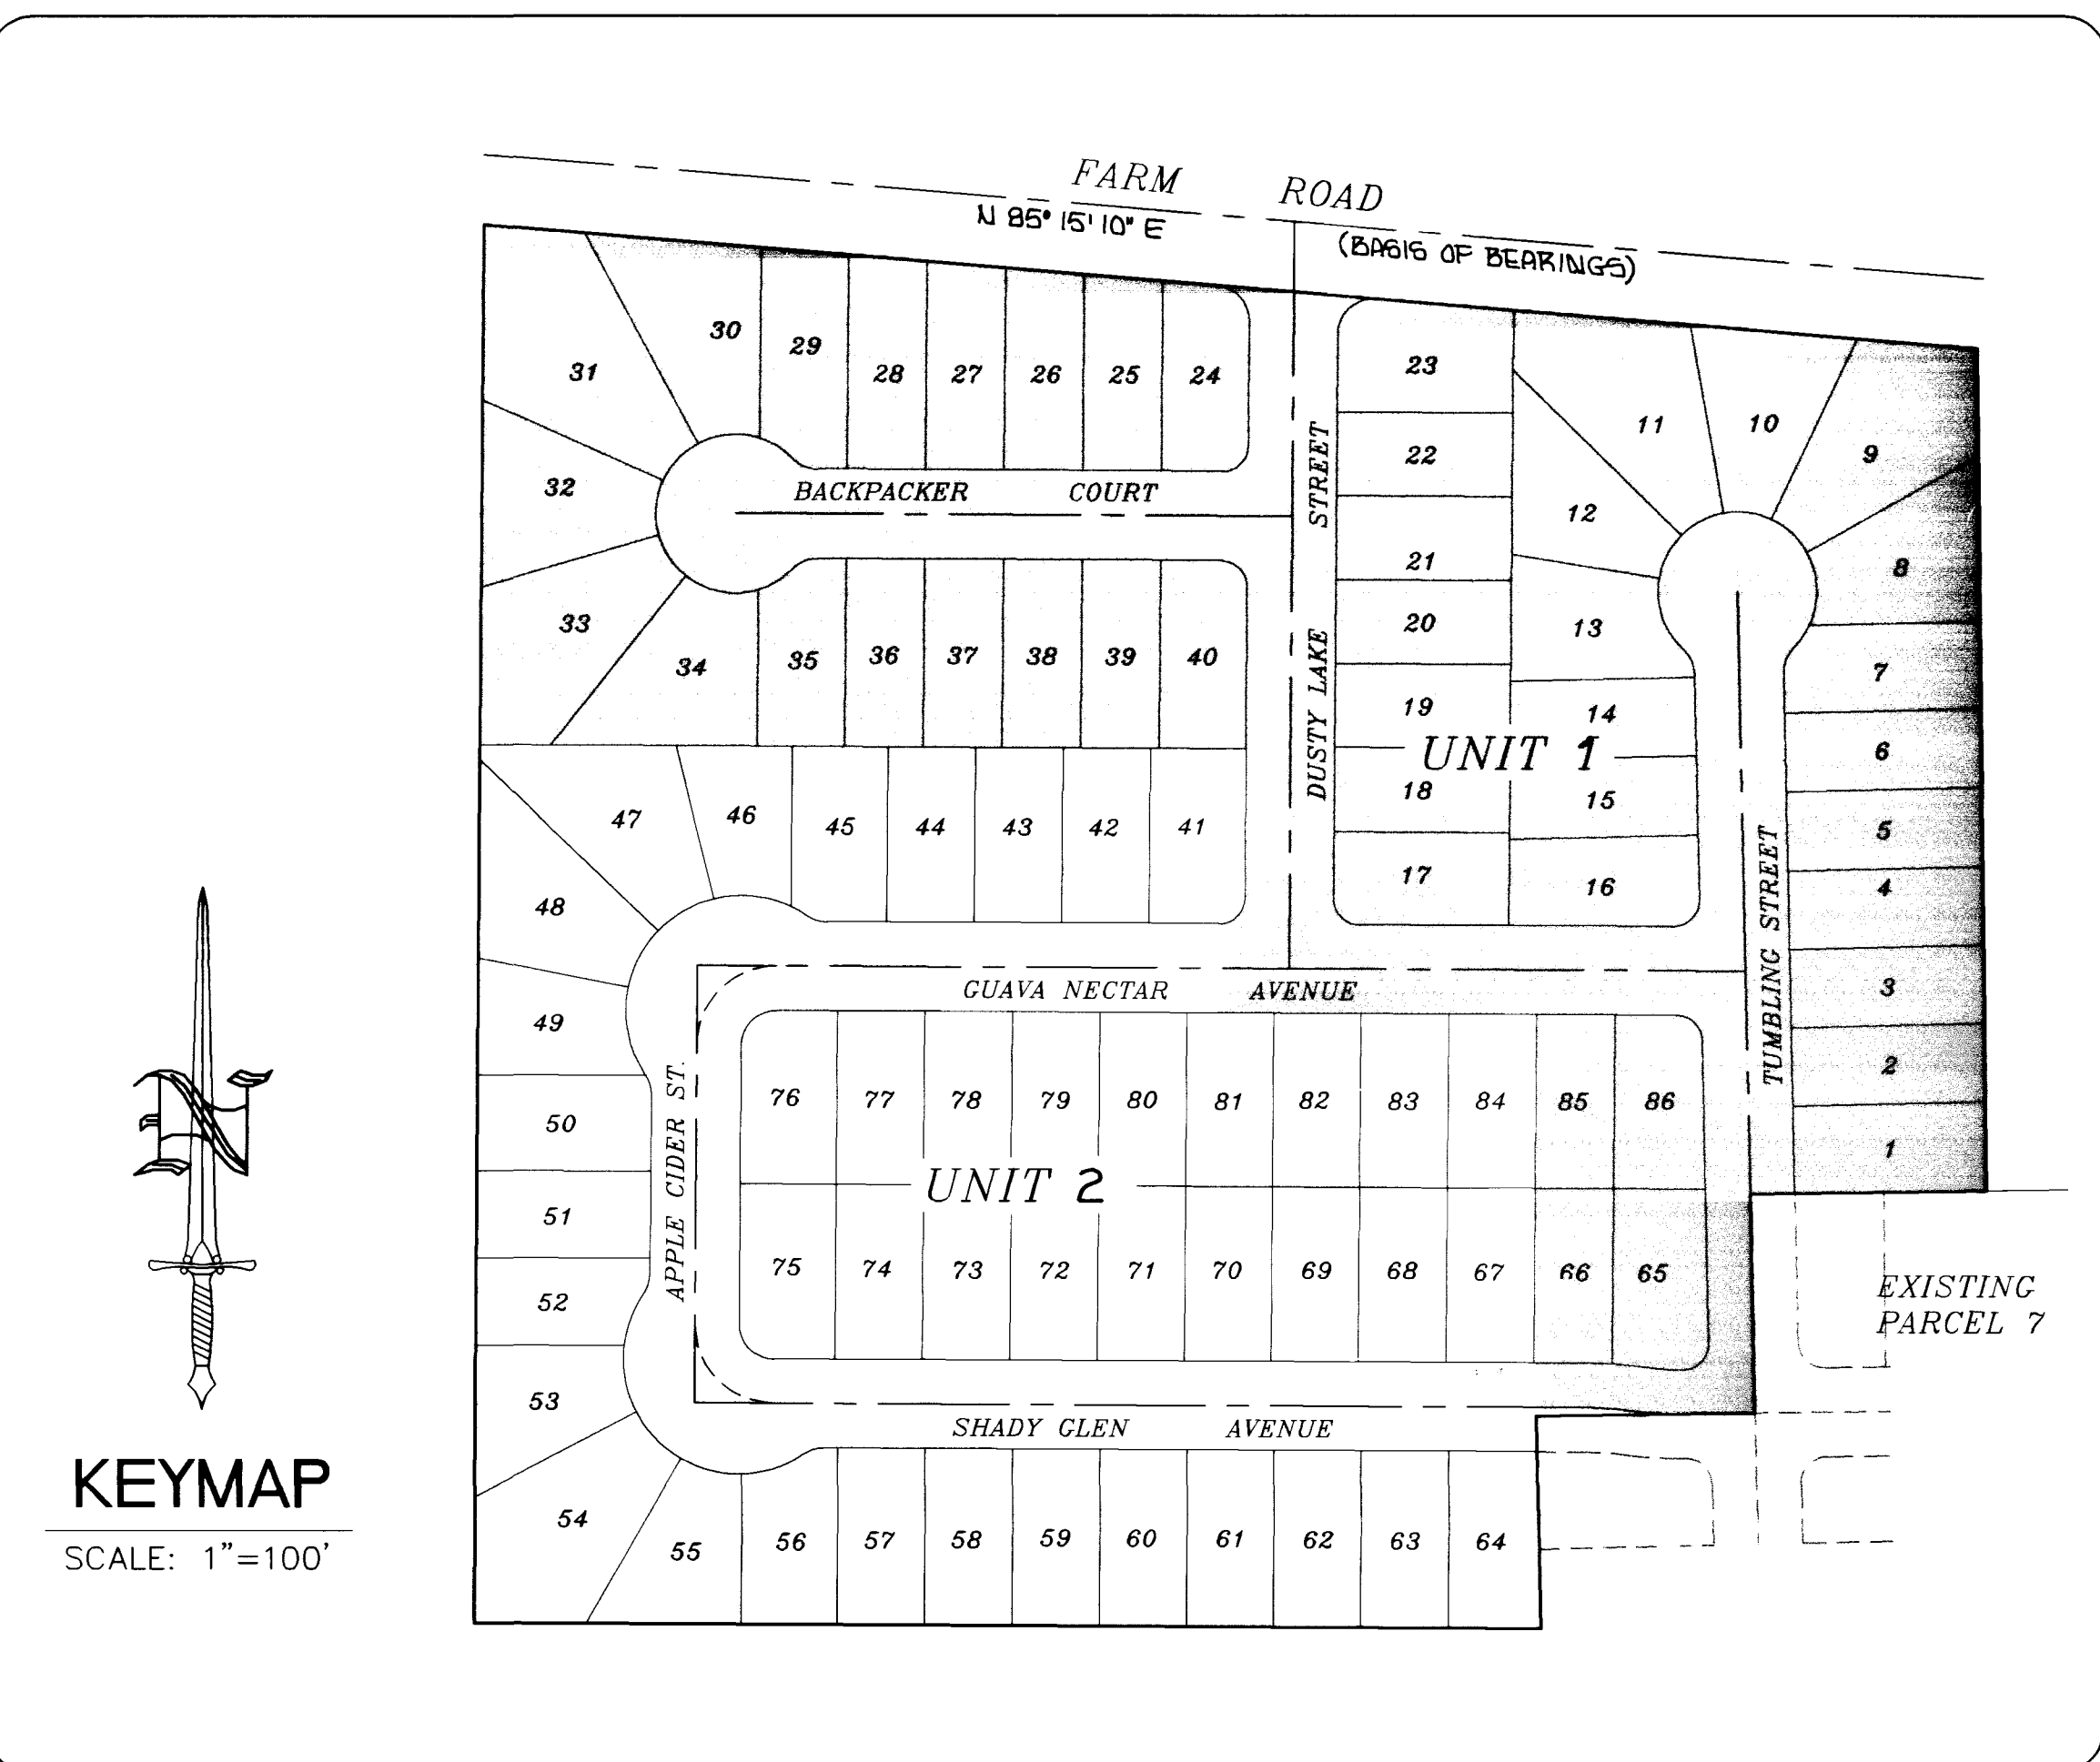 FARM ROAD
N 85° 15' 10" E
(BASIS OF BEARINGS)
31 30 29 28 27 26 25 24
23 11 10 9
22
32 BACKPACKER COURT
12
21 8
33 34 35 36 37 38 39 40
20 13
7
DUSTY LAKE STREET
19 14
UNIT 1
6
18 15
47 46 45 44 43 42 41
5
17 16 4
48
TUMBLING STREET
GUAVA NECTAR AVENUE
3
49
2
76 77 78 79 80 81 82 83 84 85 86
50
1
APPLE CIDER ST.
UNIT 2
51
75 74 73 72 71 70 69 68 67 66 65
52
EXISTING
PARCEL 7
53
SHADY GLEN AVENUE
54
55 56 57 58 59 60 61 62 63 64
N
KEYMAP
SCALE: 1"=100'